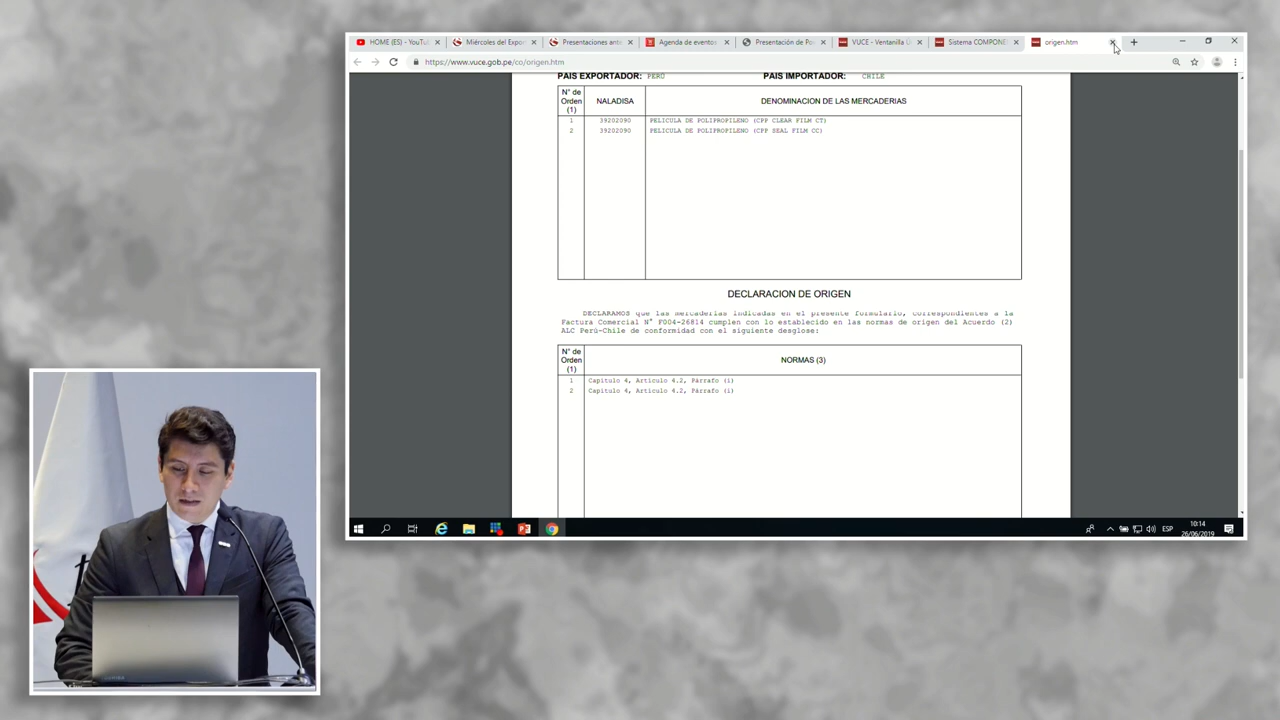 HOME (ES) - YouTu
Miércoles del Expor
Presentaciones ante
Agenda de eventos
Presentación de Po
VUCE - Ventanilla U
Sistema COMPONE
origen.htm
https://www.vuce.gob.pe/co/origen.htm
PAIS EXPORTADOR: PERU PAIS IMPORTADOR: CHILE
N° de Orden (1) NALADISA DENOMINACION DE LAS MERCADERIAS
1 39202090 PELICULA DE POLIPROPILENO (CPP CLEAR FILM CT)
2 39202090 PELICULA DE POLIPROPILENO (CPP SEAL FILM CC)
DECLARACION DE ORIGEN
DECLARAMOS que las mercaderías indicadas en el presente formulario, correspondientes a la
Factura Comercial N° F004-26814 cumplen con lo establecido en las normas de origen del Acuerdo (2)
ALC Perú-Chile de conformidad con el siguiente desglose:
N° de Orden (1) NORMAS (3)
1 Capítulo 4, Artículo 4.2, Párrafo (i)
2 Capítulo 4, Artículo 4.2, Párrafo (i)
ESP
10:14
26/06/2019